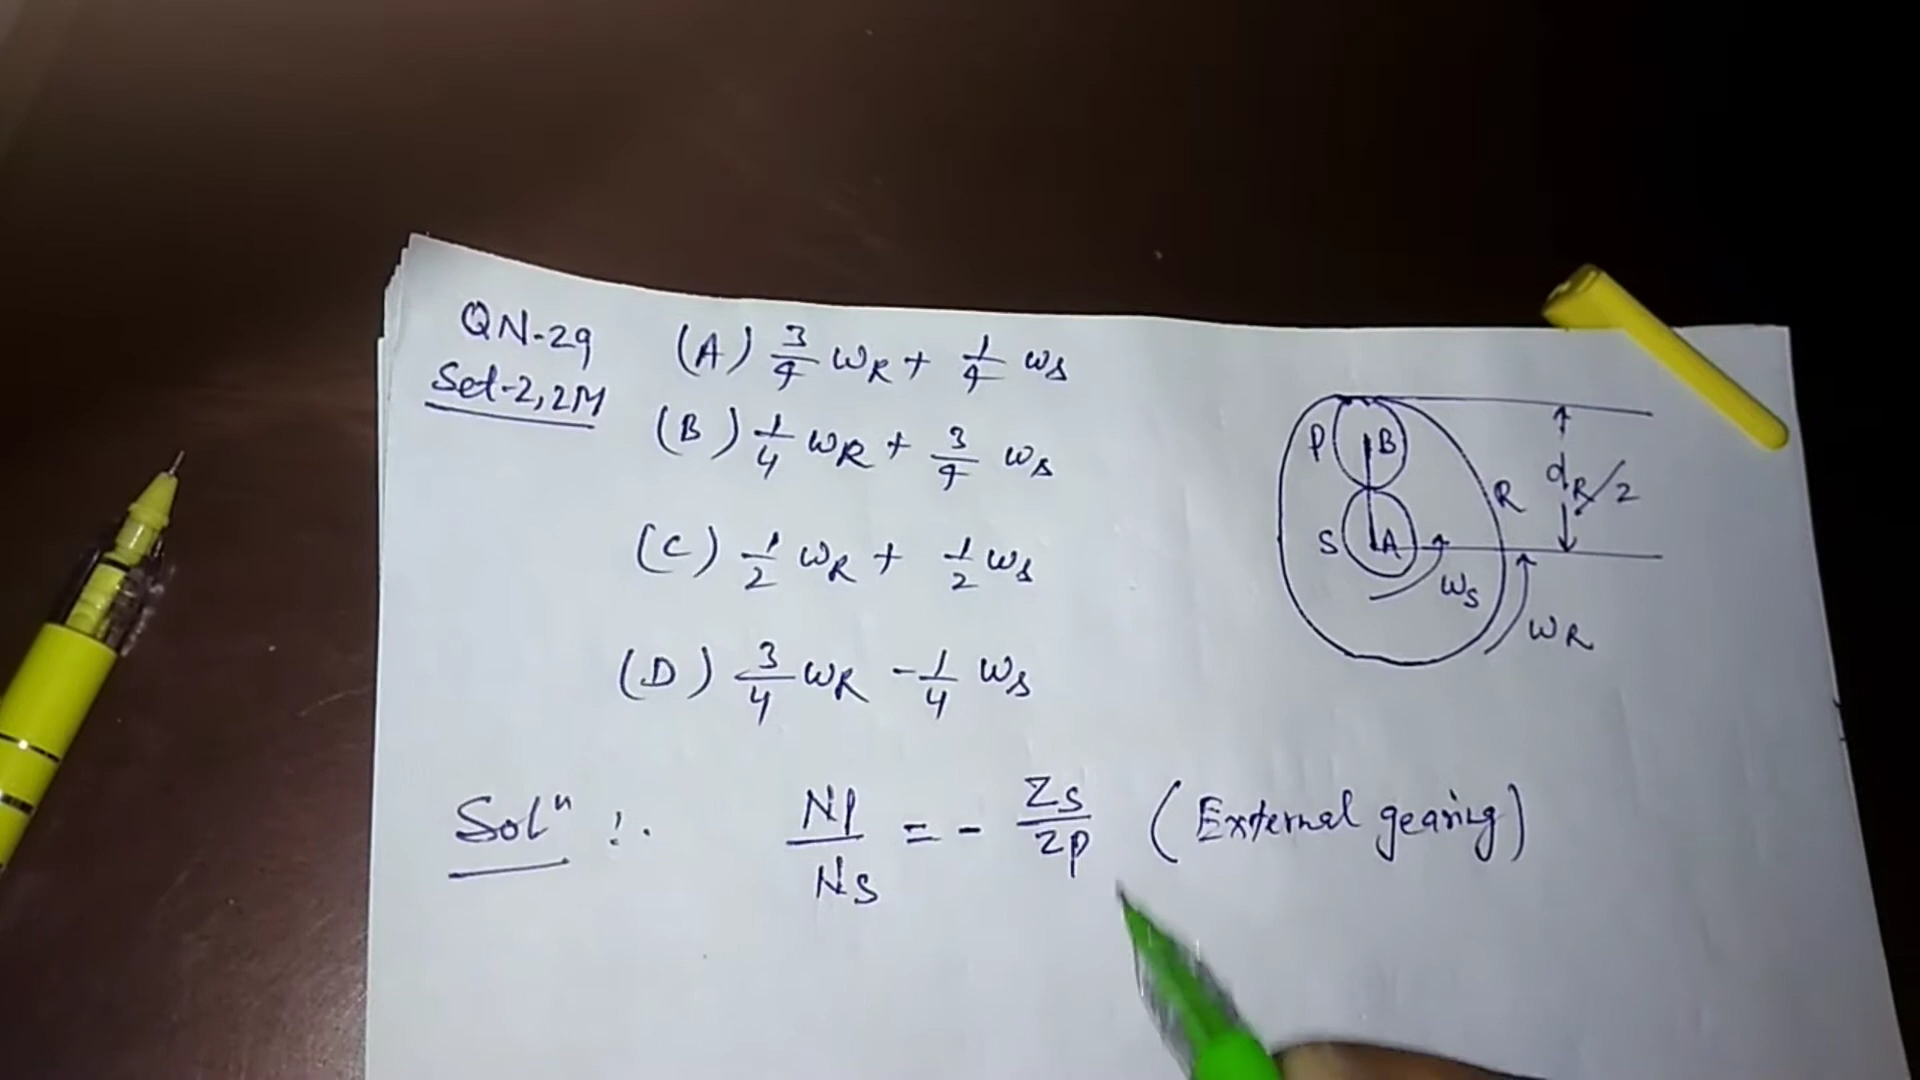 QN-29
Set-2, 2M
(A) 3/4 ωR + 1/4 ωs
(B) 1/4 ωR + 3/4 ωs
(C) 1/2 ωR + 1/2 ωs
(D) 3/4 ωR - 1/4 ωs
P
B
S
A
R
dR/2
ωs
ωR
Solⁿ :. NP/NS = - ZS/ZP (External gearing)